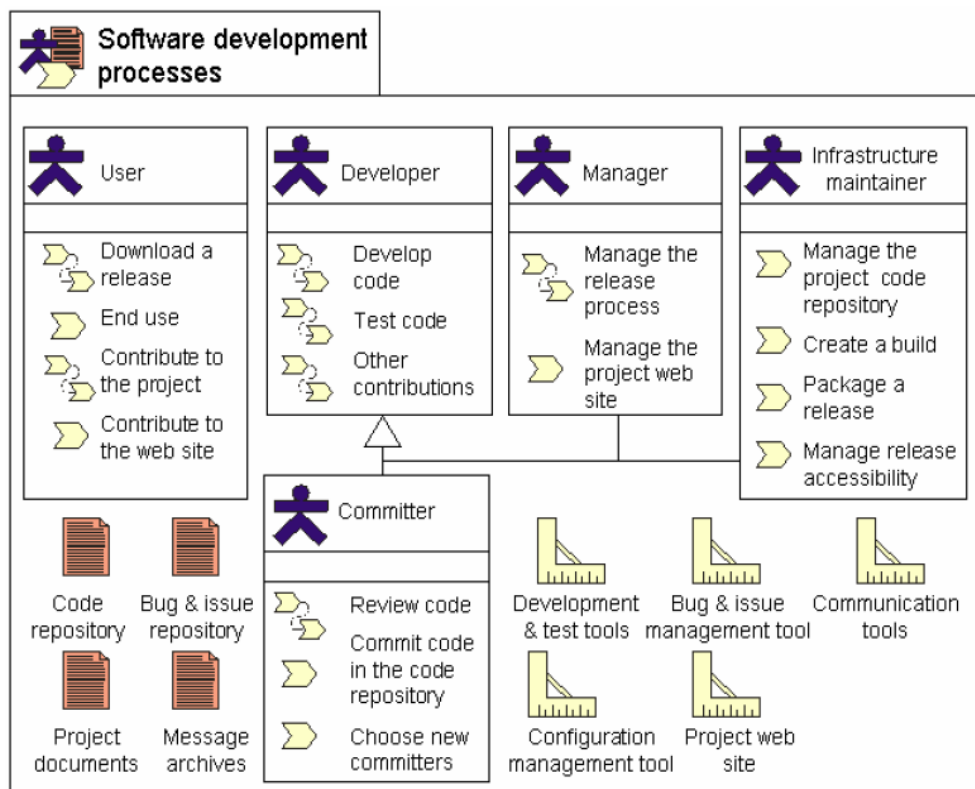 Software development
processes
User
Download a
release
End use
Contribute to
the project
Contribute to
the web site
Developer
Develop
code
Test code
Other
contributions
Manager
Manage the
release
process
Manage the
project web
site
Infrastructure
maintainer
Manage the
project code
repository
Create a build
Package a
release
Manage release
accessibility
Committer
Review code
Commit code
in the code
repository
Choose new
committers
Code
repository
Bug & issue
repository
Project
documents
Message
archives
Development
& test tools
Bug & issue
management tool
Communication
tools
Configuration
management tool
Project web
site